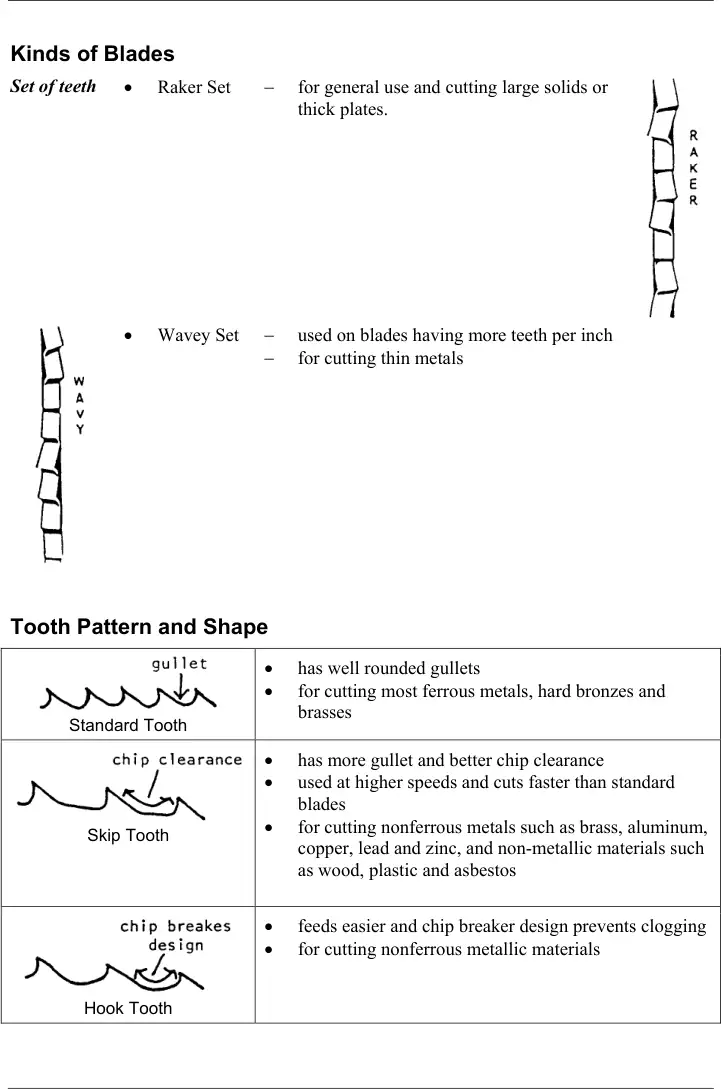 Kinds of Blades
Set of teeth • Raker Set – for general use and cutting large solids or
thick plates.
R
A
K
E
R
• Wavey Set – used on blades having more teeth per inch
– for cutting thin metals
W
A
V
Y
Tooth Pattern and Shape
gullet
Standard Tooth
• has well rounded gullets
• for cutting most ferrous metals, hard bronzes and
brasses
chip clearance
Skip Tooth
• has more gullet and better chip clearance
• used at higher speeds and cuts faster than standard
blades
• for cutting nonferrous metals such as brass, aluminum,
copper, lead and zinc, and non-metallic materials such
as wood, plastic and asbestos
chip breakes
design
Hook Tooth
• feeds easier and chip breaker design prevents clogging
• for cutting nonferrous metallic materials